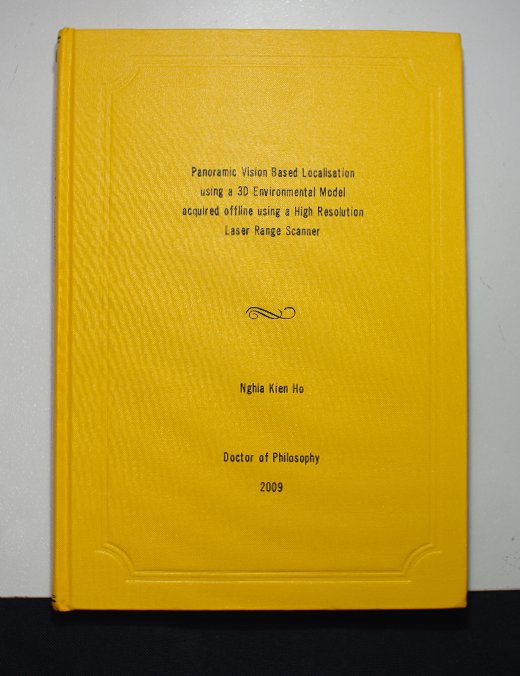 Panoramic Vision Based Localisation
using a 3D Environmental Model
acquired offline using a High Resolution
Laser Range Scanner
Nghia Kien Ho
Doctor of Philosophy
2009